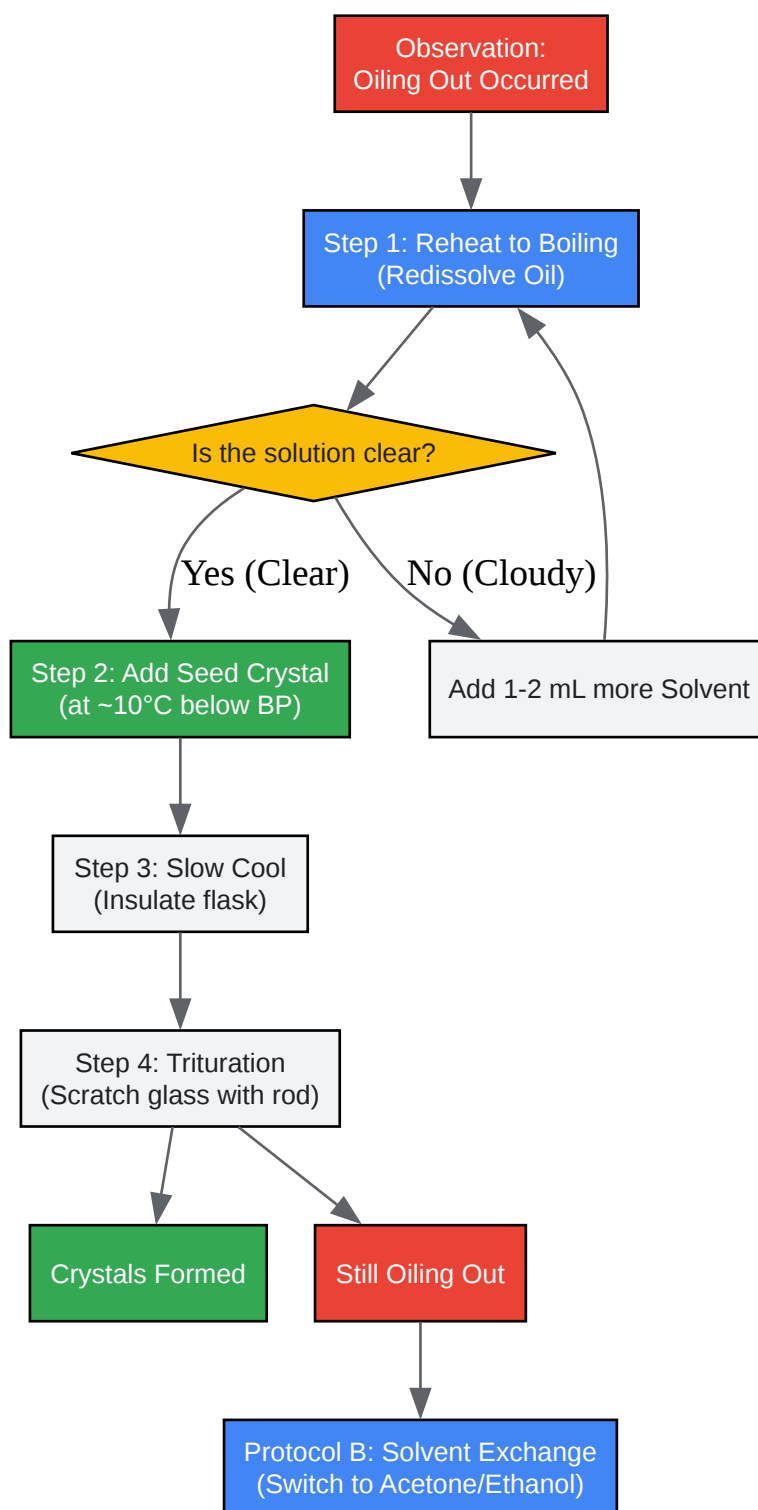 Observation:
Oiling Out Occurred
Step 1: Reheat to Boiling
(Redissolve Oil)
Is the solution clear?
Yes (Clear)
No (Cloudy)
Step 2: Add Seed Crystal
(at ~10°C below BP)
Add 1-2 mL more Solvent
Step 3: Slow Cool
(Insulate flask)
Step 4: Trituration
(Scratch glass with rod)
Crystals Formed
Still Oiling Out
Protocol B: Solvent Exchange
(Switch to Acetone/Ethanol)